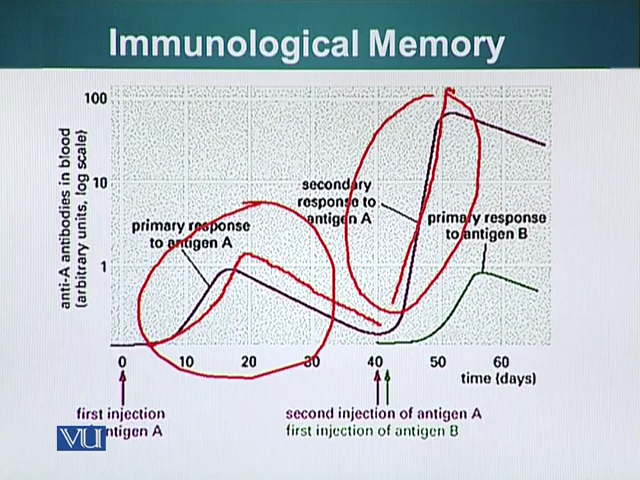 Immunological Memory
anti-A antibodies in blood
(arbitrary units, log scale)
100
10
1
primary response
to antigen A
secondary
response to
antigen A
primary response
to antigen B
0 10 20 30 40 50 60
time (days)
first injection
antigen A
second injection of antigen A
first injection of antigen B
VU